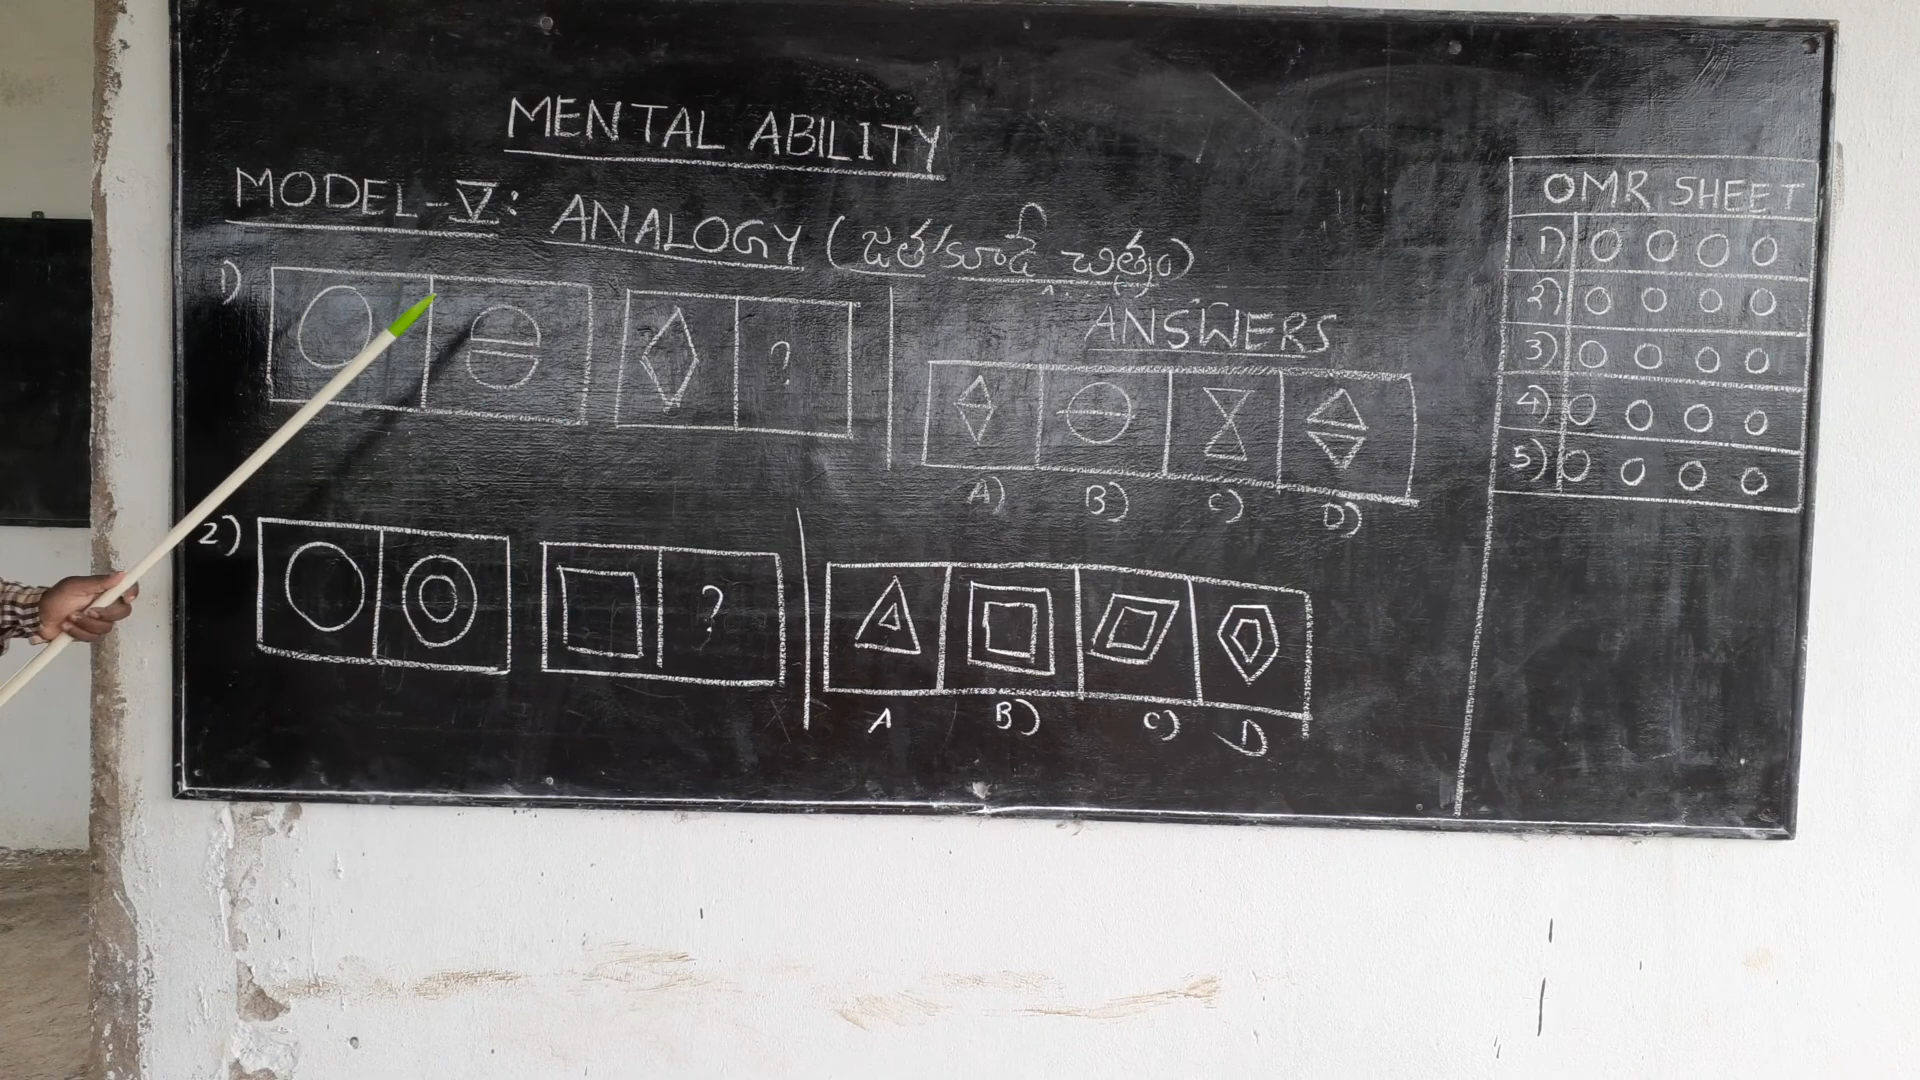 MENTAL ABILITY
MODEL-V: ANALOGY (జత కూడే చిత్రం)
1)
?
ANSWERS
A) B) C) D)
2)
?
A B) C) D
OMR SHEET
1) O O O O
2) O O O O
3) O O O O
4) O O O O
5) O O O O